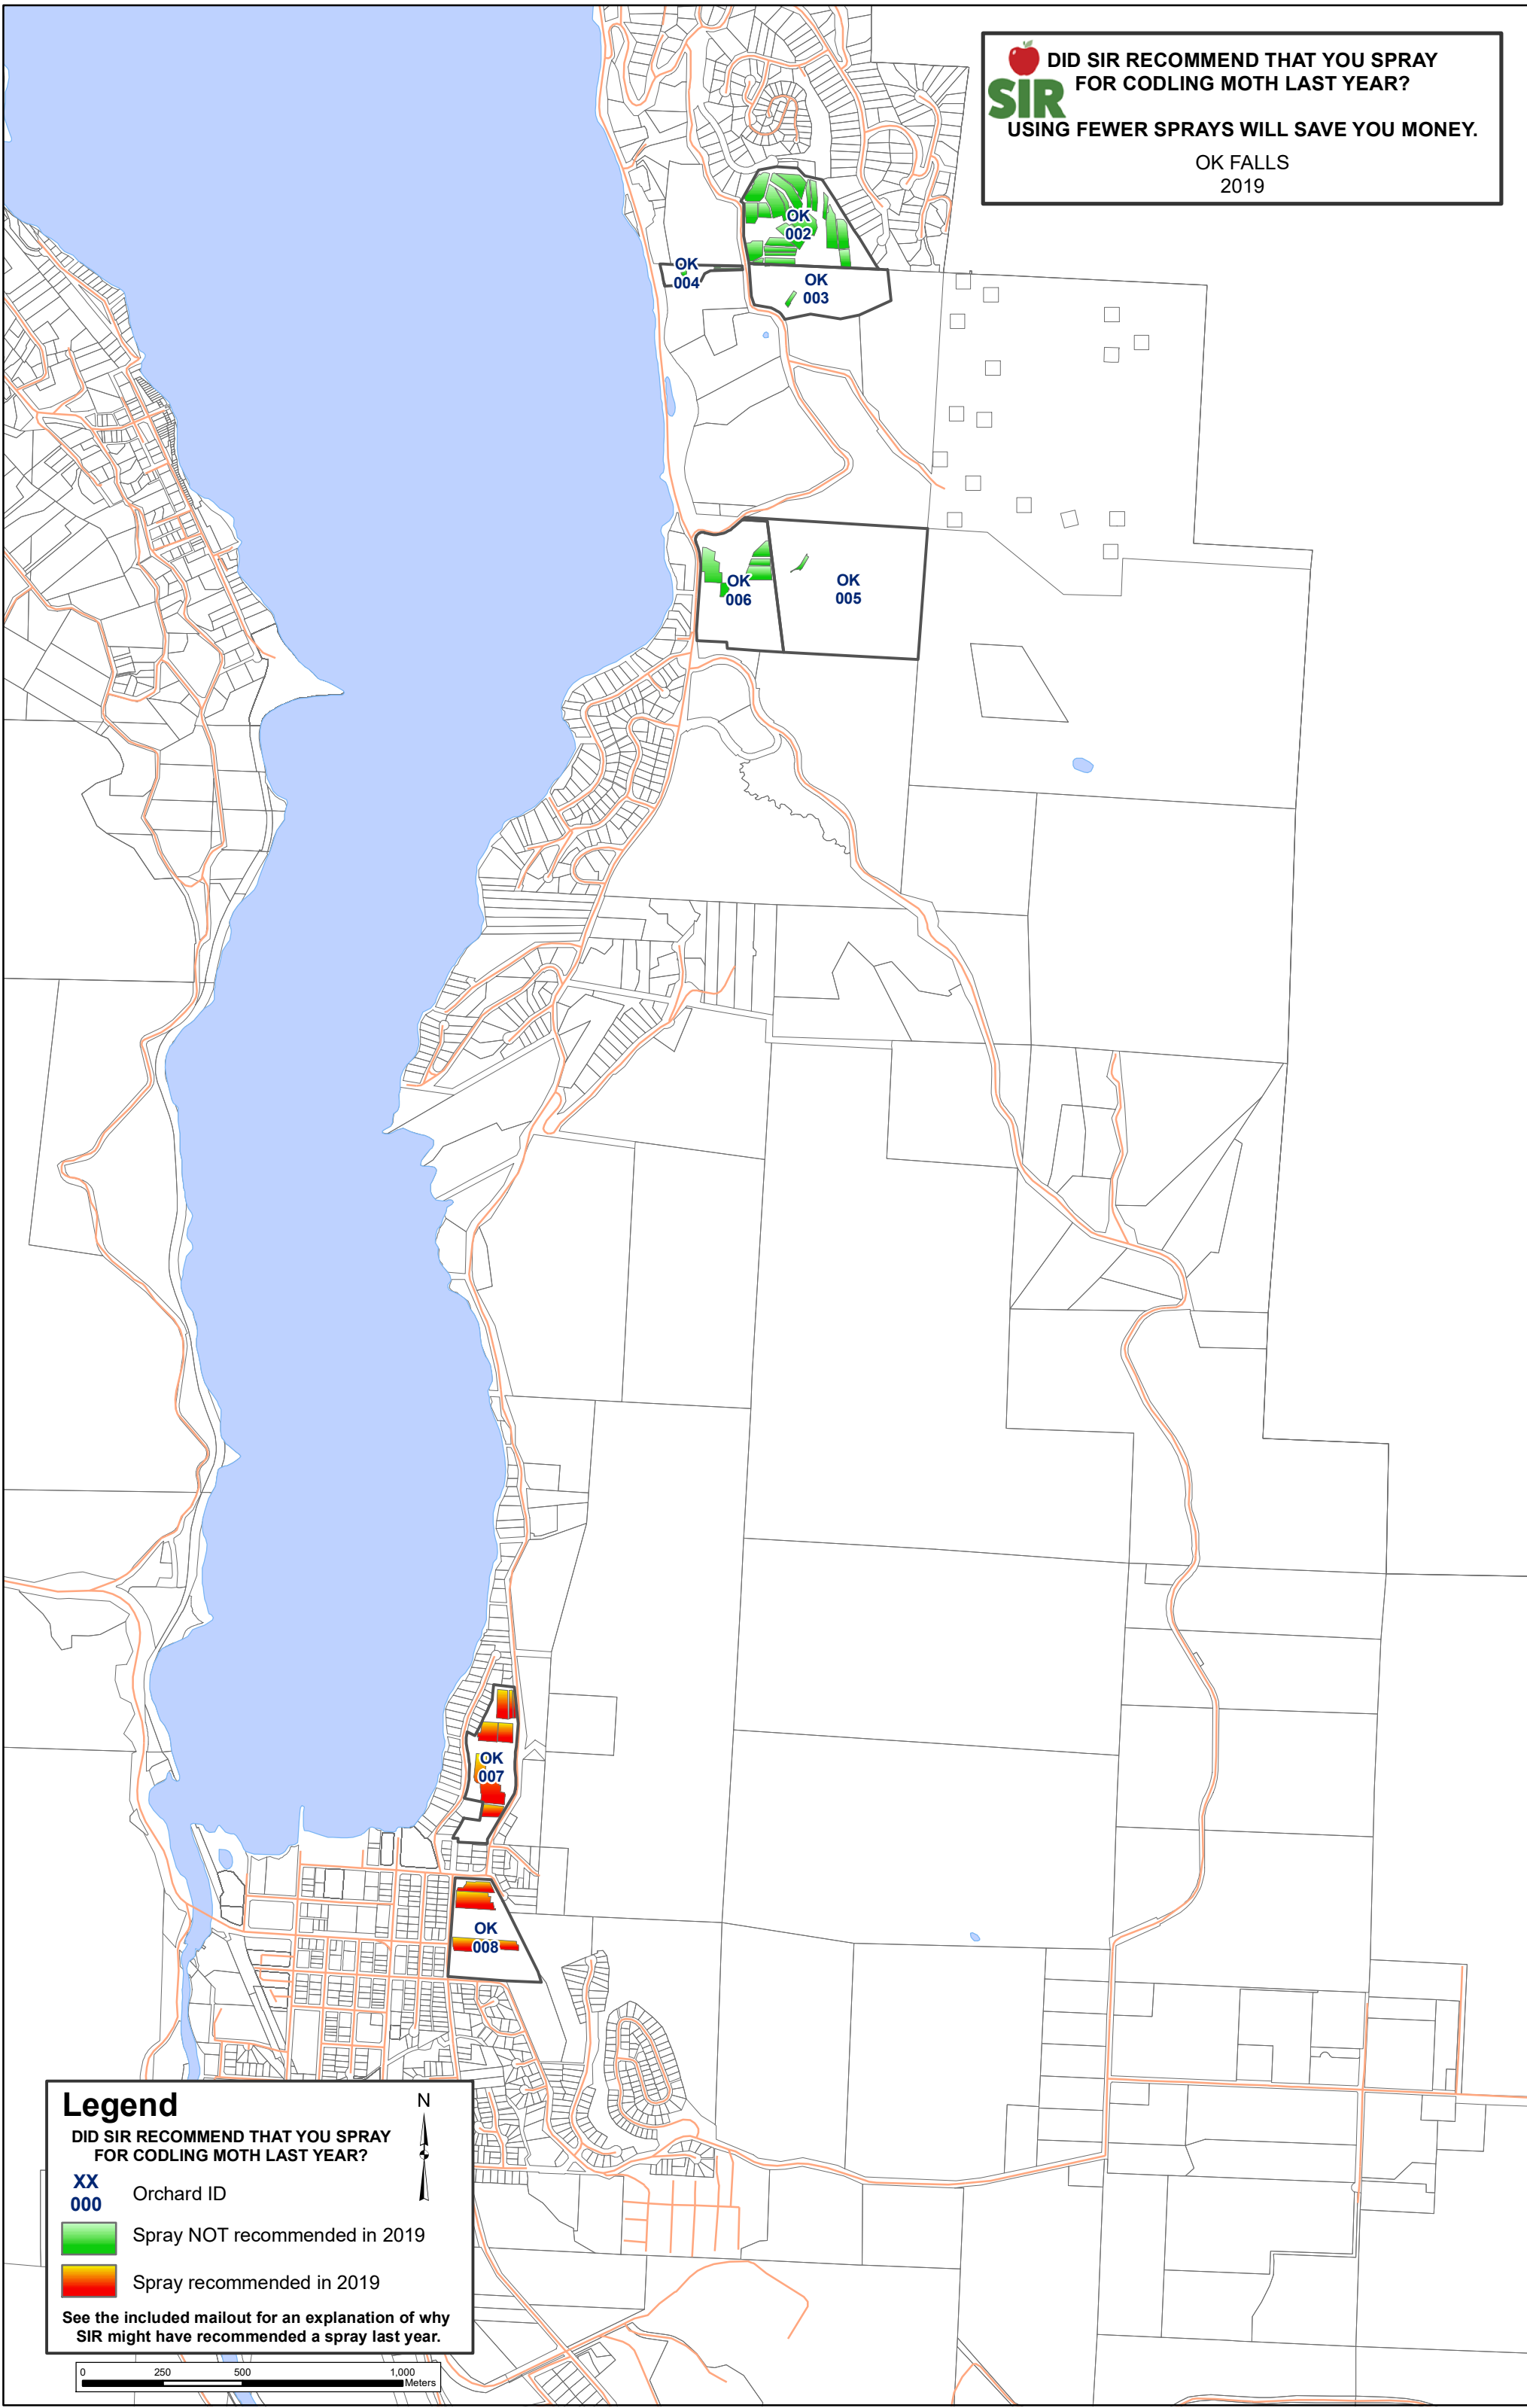 DID SIR RECOMMEND THAT YOU SPRAY
FOR CODLING MOTH LAST YEAR?
SIR
USING FEWER SPRAYS WILL SAVE YOU MONEY.
OK FALLS
2019
OK
002
OK
004
OK
003
OK
006
OK
005
OK
007
OK
008
Legend
N
DID SIR RECOMMEND THAT YOU SPRAY
FOR CODLING MOTH LAST YEAR?
XX
000
Orchard ID
Spray NOT recommended in 2019
Spray recommended in 2019
See the included mailout for an explanation of why
SIR might have recommended a spray last year.
0 250 500 1,000
Meters